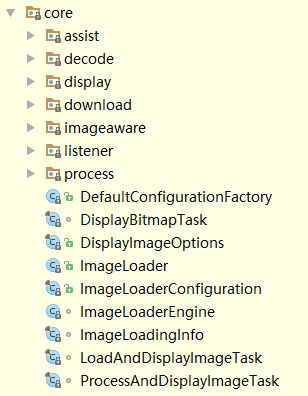 core
assist
decode
display
download
imageaware
listener
process
DefaultConfigurationFactory
DisplayBitmapTask
DisplayImageOptions
ImageLoader
ImageLoaderConfiguration
ImageLoaderEngine
ImageLoadingInfo
LoadAndDisplayImageTask
ProcessAndDisplayImageTask